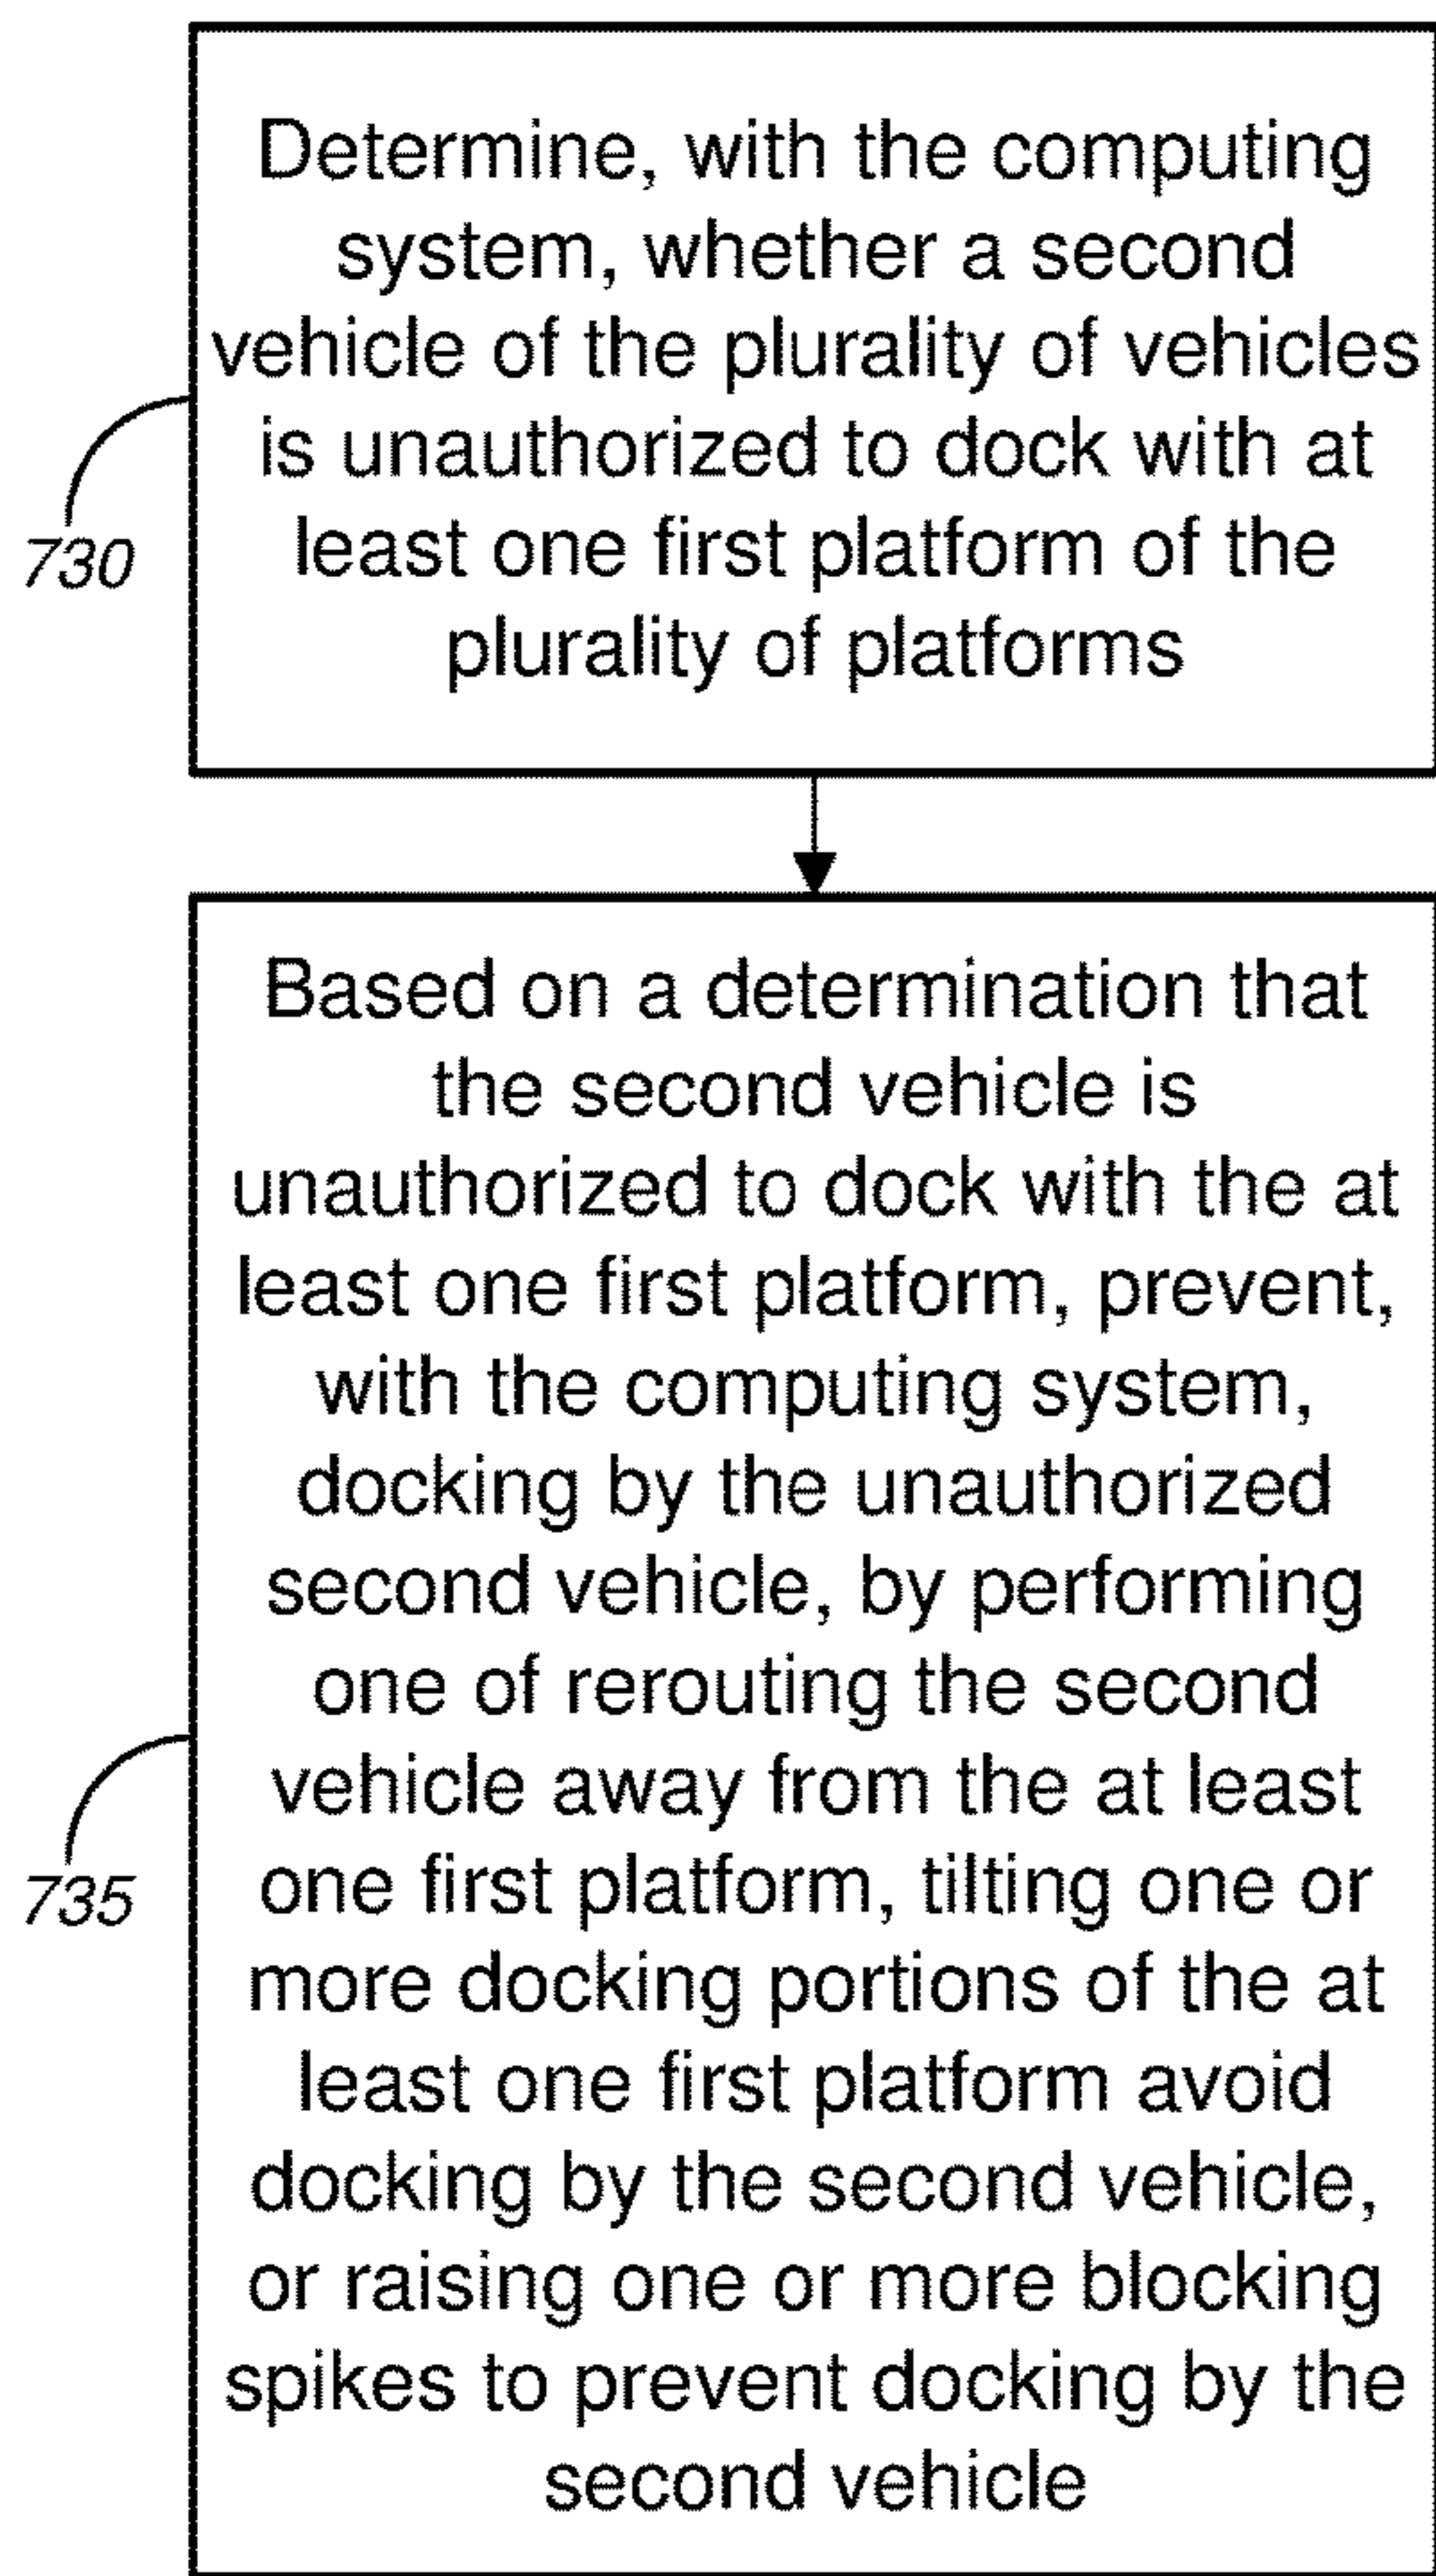 Determine, with the computing
system, whether a second
vehicle of the plurality of vehicles
is unauthorized to dock with at
least one first platform of the
plurality of platforms
730
Based on a determination that
the second vehicle is
unauthorized to dock with the at
least one first platform, prevent,
with the computing system,
docking by the unauthorized
second vehicle, by performing
one of rerouting the second
vehicle away from the at least
one first platform, tilting one or
more docking portions of the at
least one first platform avoid
docking by the second vehicle,
or raising one or more blocking
spikes to prevent docking by the
second vehicle
735